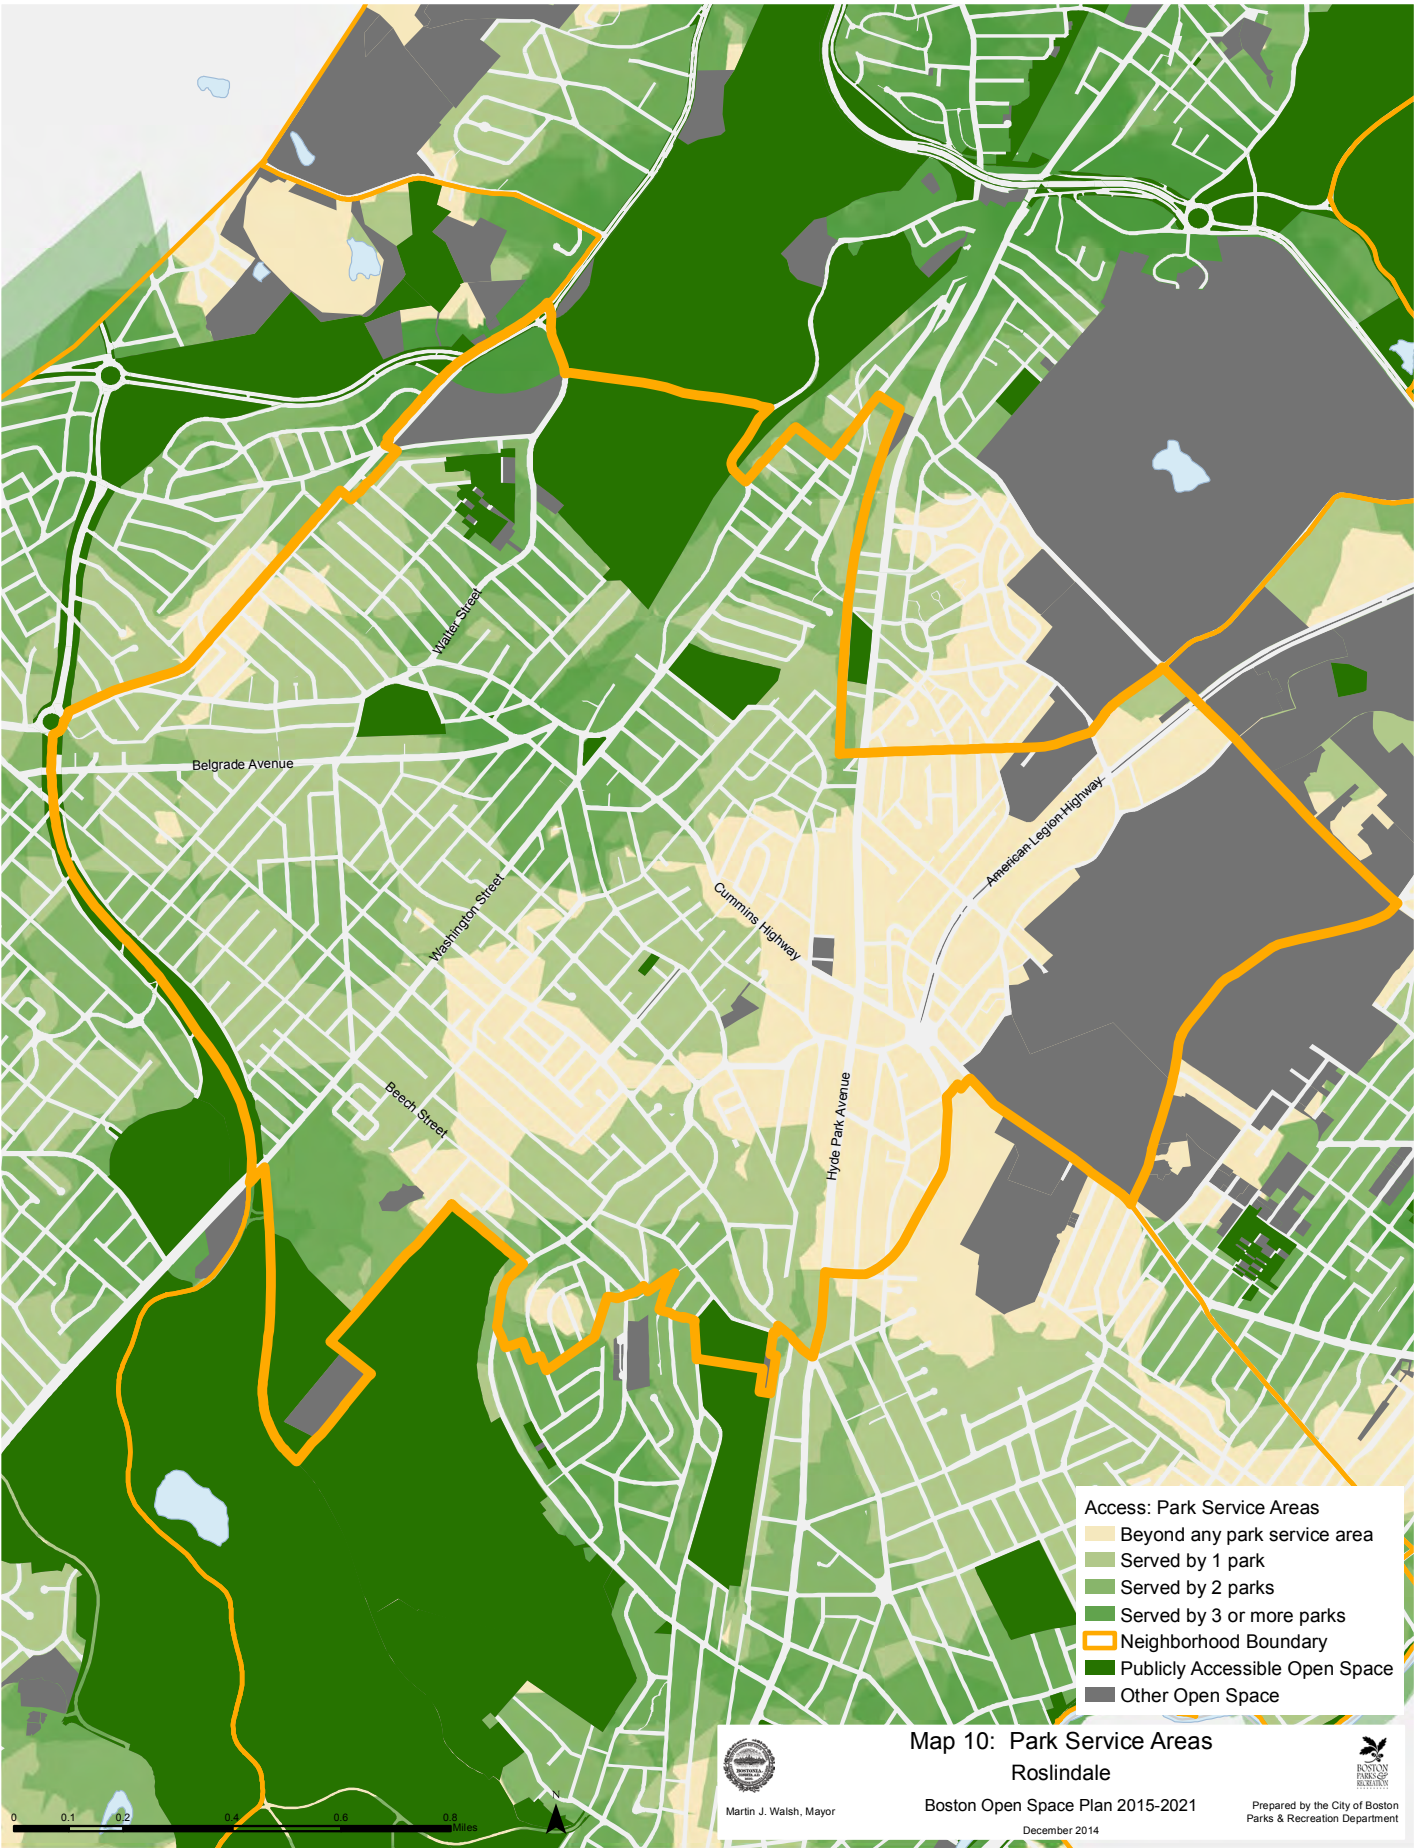 Walter Street
Belgrade Avenue
Washington Street
Cummins Highway
American Legion Highway
Beech Street
Hyde Park Avenue
Access: Park Service Areas
Beyond any park service area
Served by 1 park
Served by 2 parks
Served by 3 or more parks
Neighborhood Boundary
Publicly Accessible Open Space
Other Open Space
Map 10: Park Service Areas
Roslindale
Boston Open Space Plan 2015-2021
December 2014
Martin J. Walsh, Mayor
BOSTON
PARKS &
RECREATION
Prepared by the City of Boston
Parks & Recreation Department
0 0.1 0.2 0.4 0.6 0.8
Miles
N